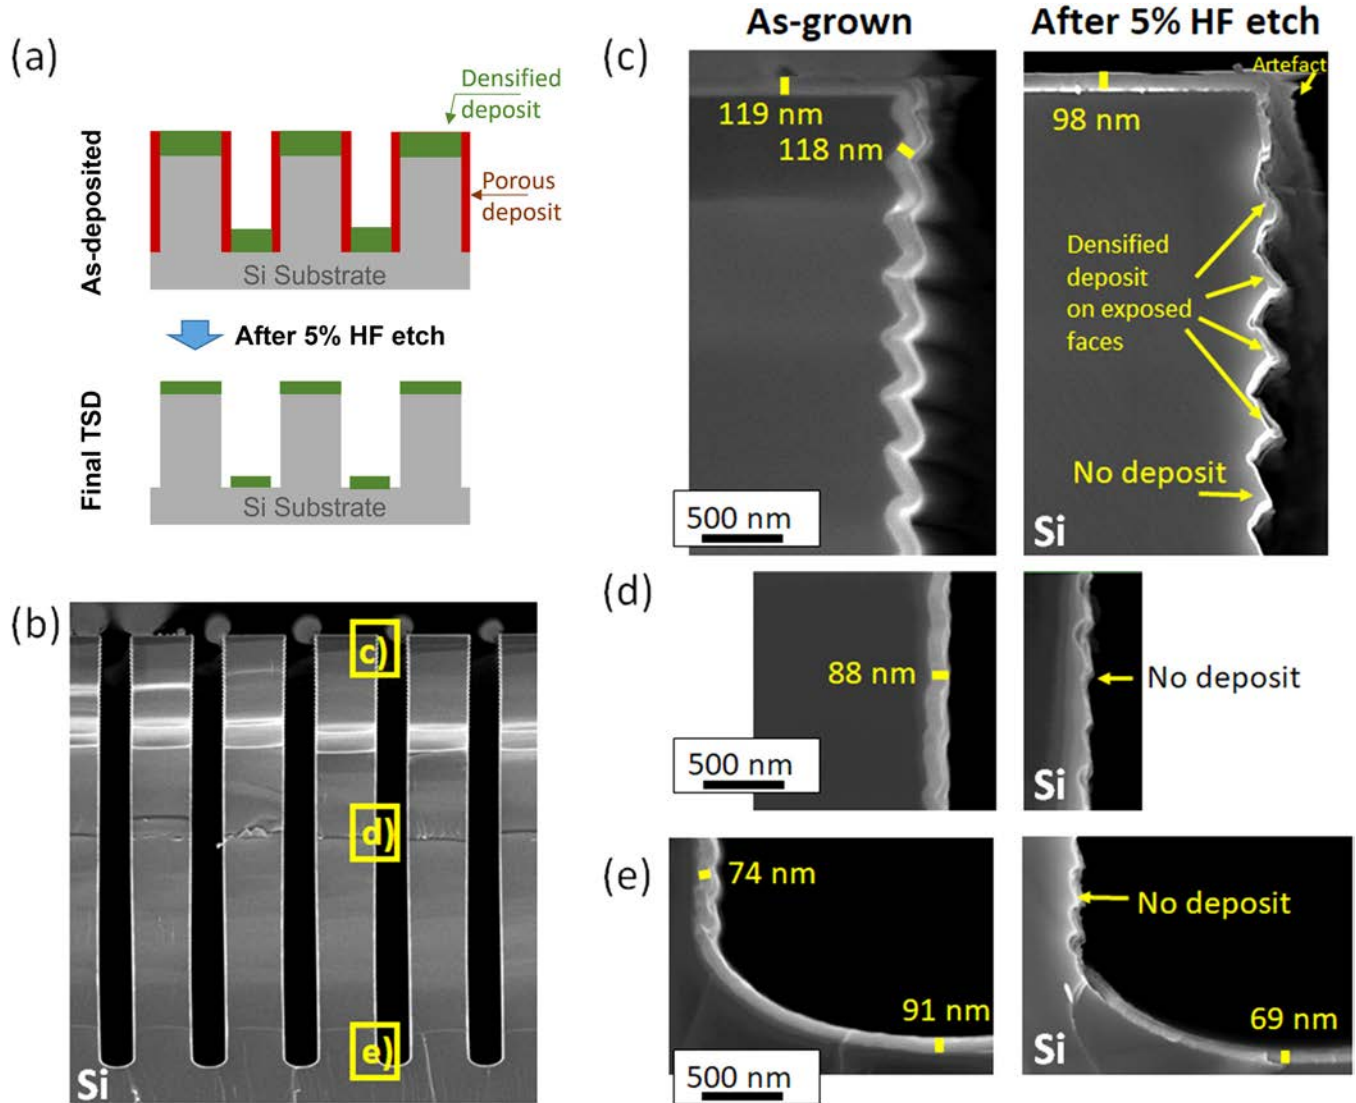 (a)
As-deposited
Densified
deposit
Porous
deposit
Si Substrate
After 5% HF etch
Final TSD
Si Substrate
(b)
c)
d)
e)
Si
As-grown
After 5% HF etch
(c)
119 nm
118 nm
500 nm
Artefact
98 nm
Densified
deposit
on exposed
faces
No deposit
Si
(d)
88 nm
500 nm
No deposit
Si
(e)
74 nm
91 nm
500 nm
No deposit
69 nm
Si